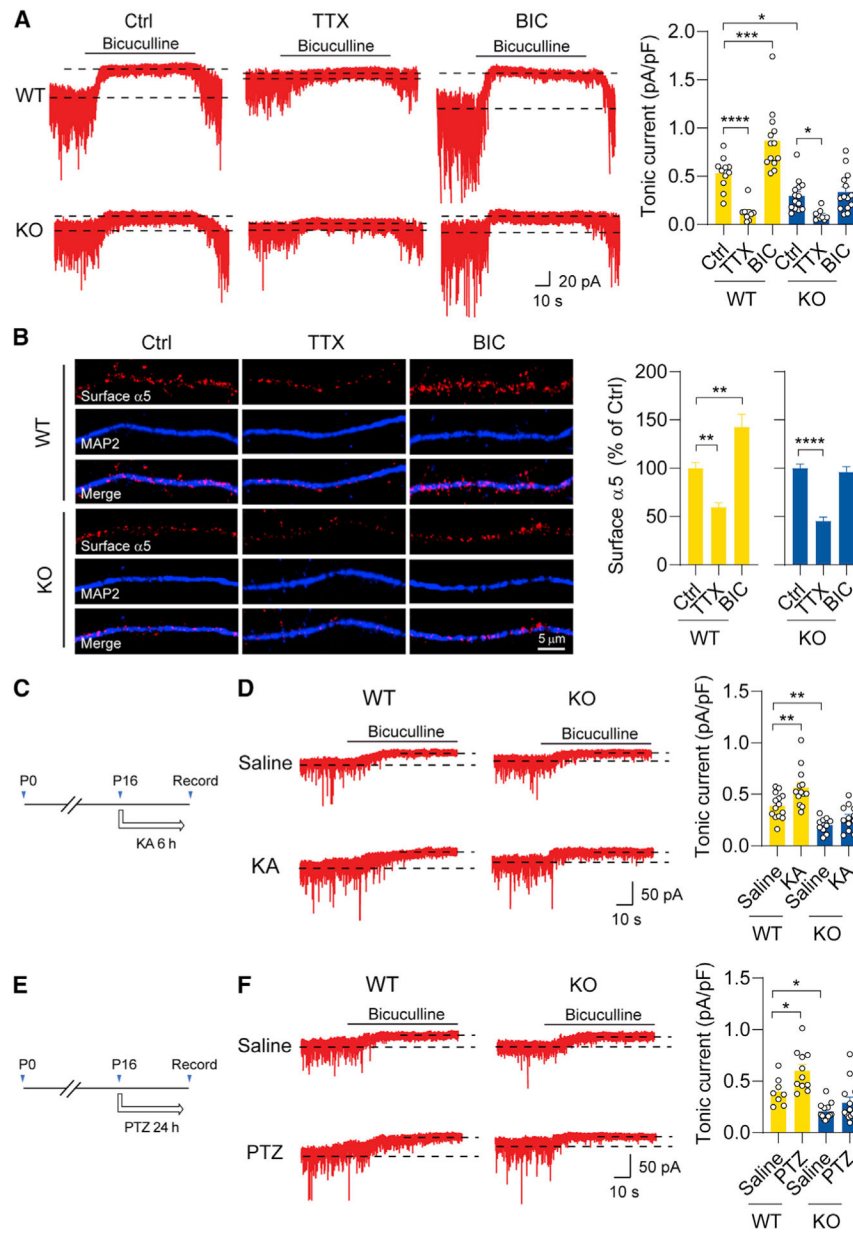 A
Ctrl
TTX
BIC
Bicuculline
Bicuculline
Bicuculline
WT
KO
20 pA
10 s
Tonic current (pA/pF)
2.0
1.5
1.0
0.5
0.0
*
***
****
*
Ctrl
TTX
BIC
Ctrl
TTX
BIC
WT
KO
B
Ctrl
TTX
BIC
WT
Surface α5
MAP2
Merge
KO
Surface α5
MAP2
Merge
5 μm
Surface α5 (% of Ctrl)
200
150
100
50
0
**
**
****
Ctrl
TTX
BIC
Ctrl
TTX
BIC
WT
KO
C
P0
P16
Record
KA 6 h
D
WT
KO
Bicuculline
Bicuculline
Saline
KA
50 pA
10 s
Tonic current (pA/pF)
1.5
1.0
0.5
0.0
**
**
Saline
KA
Saline
KA
WT
KO
E
P0
P16
Record
PTZ 24 h
F
WT
KO
Bicuculline
Bicuculline
Saline
PTZ
50 pA
10 s
Tonic current (pA/pF)
1.5
1.0
0.5
0.0
*
*
Saline
PTZ
Saline
PTZ
WT
KO